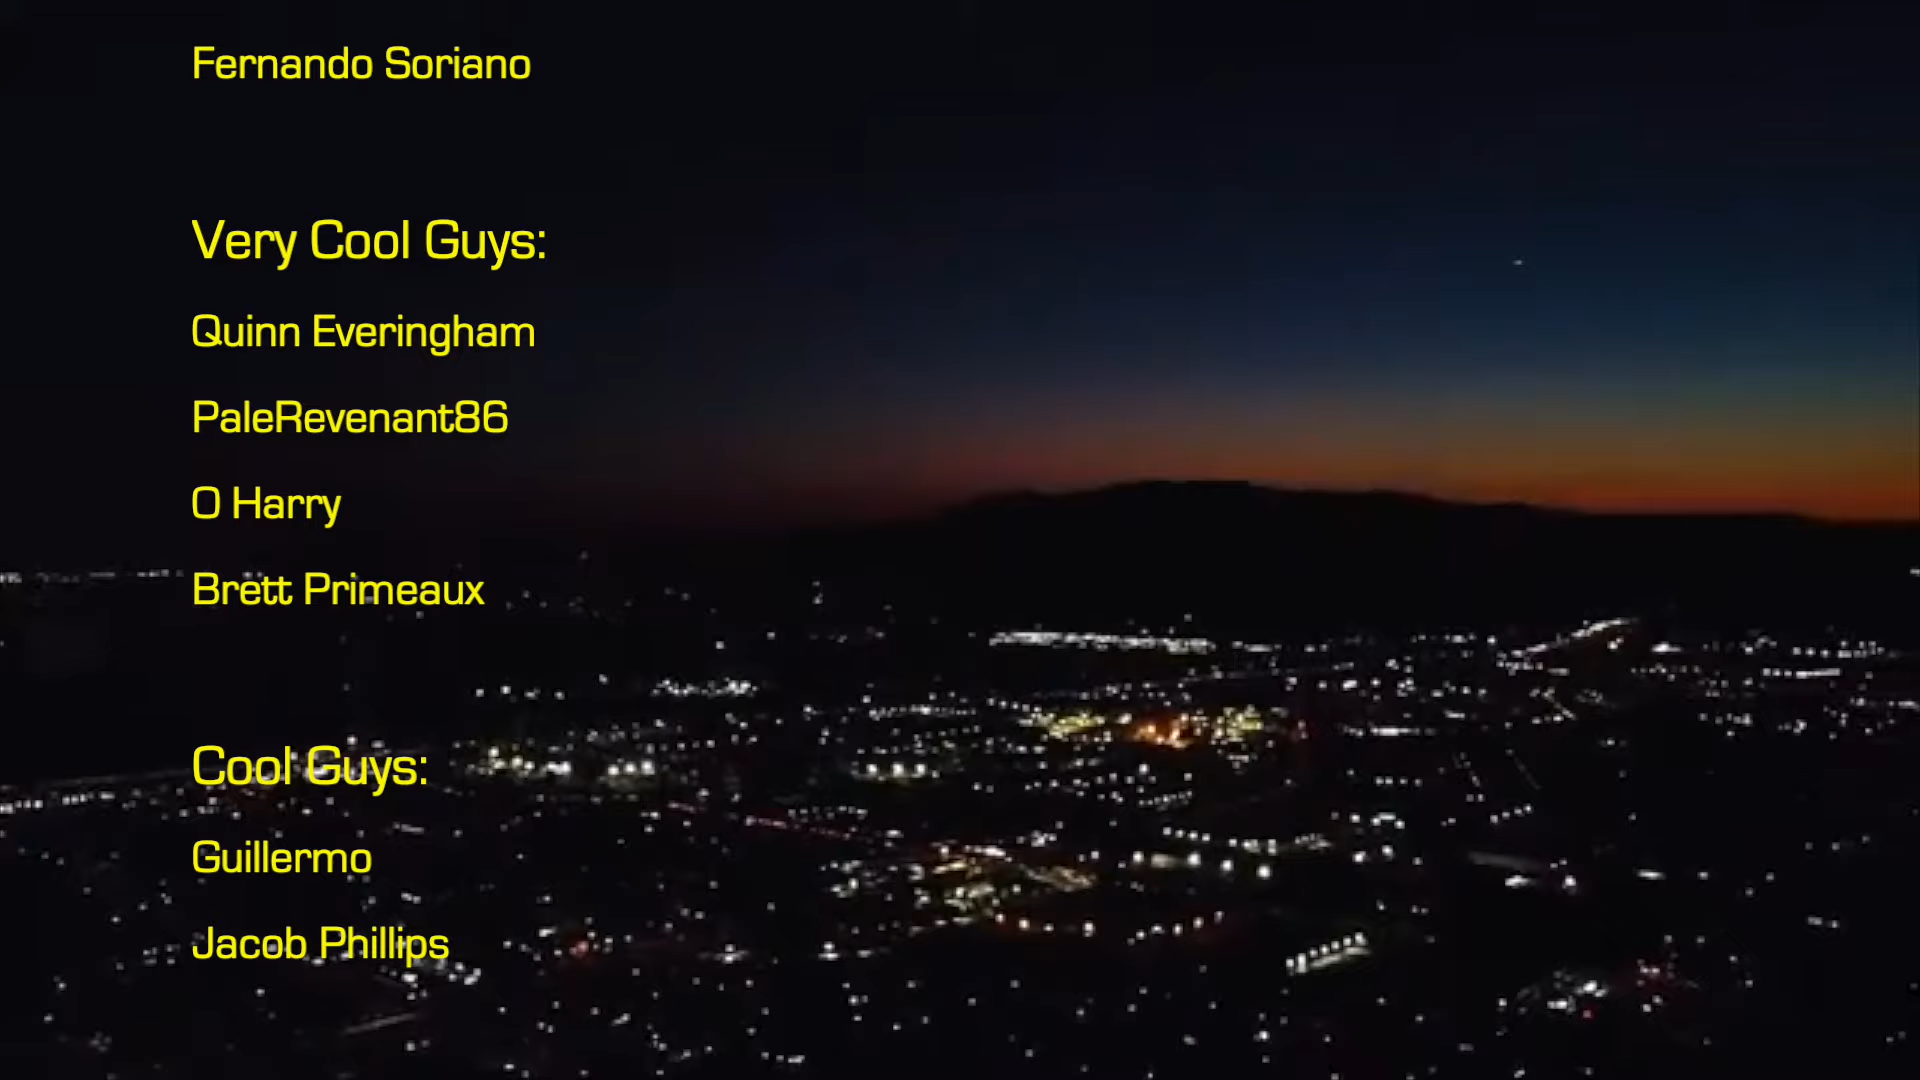 Fernando Soriano
Very Cool Guys:
Quinn Everingham
PaleRevenant86
O Harry
Brett Primeaux
Cool Guys:
Guillermo
Jacob Phillips